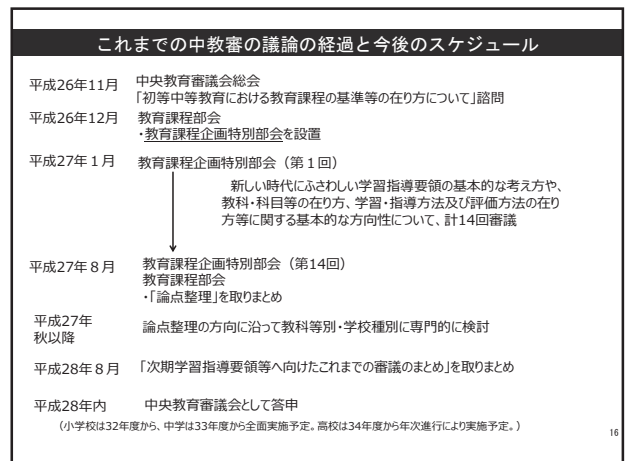 これまでの中教審の議論の経過と今後のスケジュール
平成26年11月 中央教育審議会総会
「初等中等教育における教育課程の基準等の在り方について」諮問
平成26年12月 教育課程部会
・教育課程企画特別部会を設置
平成27年1月 教育課程企画特別部会（第1回）
新しい時代にふさわしい学習指導要領の基本的な考え方や、
教科・科目等の在り方、学習・指導方法及び評価方法の在り
方等に関する基本的な方向性について、計14回審議
平成27年8月 教育課程企画特別部会（第14回）
教育課程部会
・「論点整理」を取りまとめ
平成27年
秋以降 論点整理の方向に沿って教科等別・学校種別に専門的に検討
平成28年8月 「次期学習指導要領等へ向けたこれまでの審議のまとめ」を取りまとめ
平成28年内 中央教育審議会として答申
（小学校は32年度から、中学は33年度から全面実施予定。高校は34年度から年次進行により実施予定。）
16